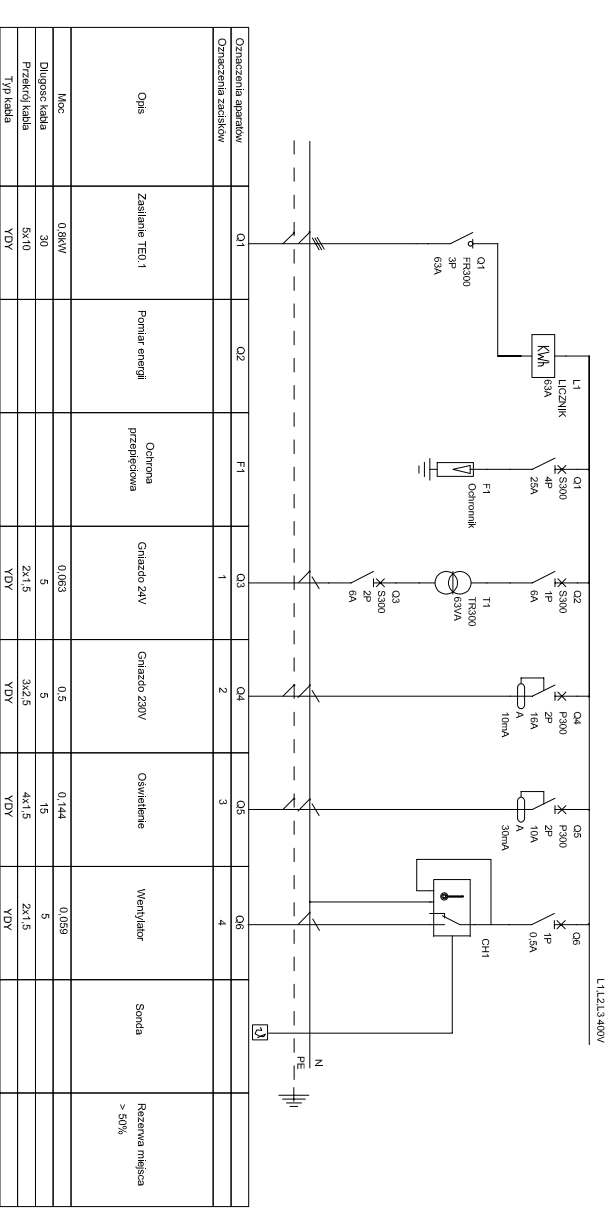 L1,L2,L3 400V
Q1
FR300
3P
63A
L1
LICZNIK
63A
KWh
Q1
S300
4P
25A
F1
Ochronnik
Q2
S300
1P
6A
T1
TR300
63VA
Q3
S300
2P
6A
Q4
P300
2P
16A
A
10mA
Q5
P300
2P
10A
A
30mA
Q6
1P
0,5A
CH1
N
PE
Oznaczenia aparatów Q1 Q2 F1 Q3 Q4 Q5 Q6
Oznaczenia zacisków 1 2 3 4
Opis
Zasilanie TE0.1
Pomiar energii
Ochrona
przepięciowa
Gniazdo 24V
Gniazdo 230V
Oświetlenie
Wentylator
Sonda
Rezerwa miejsca
> 50%
Moc 0,8kW 0,063 0,5 0,144 0,059
Dlugosc kabla 30 5 5 15 5
Przekrój kabla 5x10 2x1,5 3x2,5 4x1,5 2x1,5
Typ kabla YDY YDY YDY YDY YDY